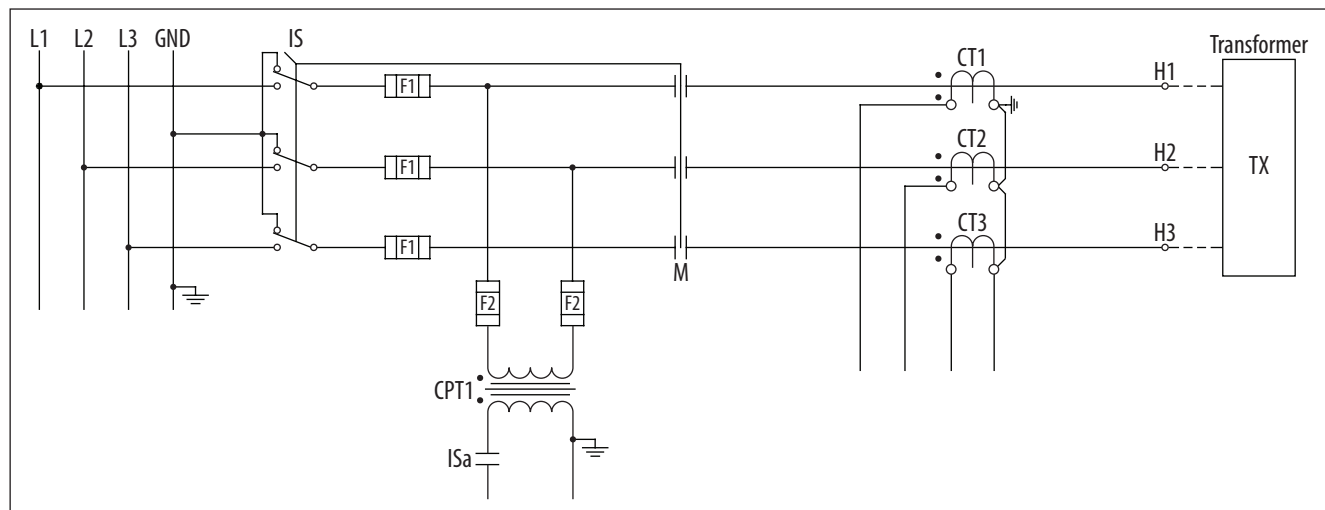 L1 L2 L3 GND IS
CT1
Transformer
F1
H1
CT2
F1
H2
TX
CT3
F1
H3
M
F2 F2
CPT1
ISa